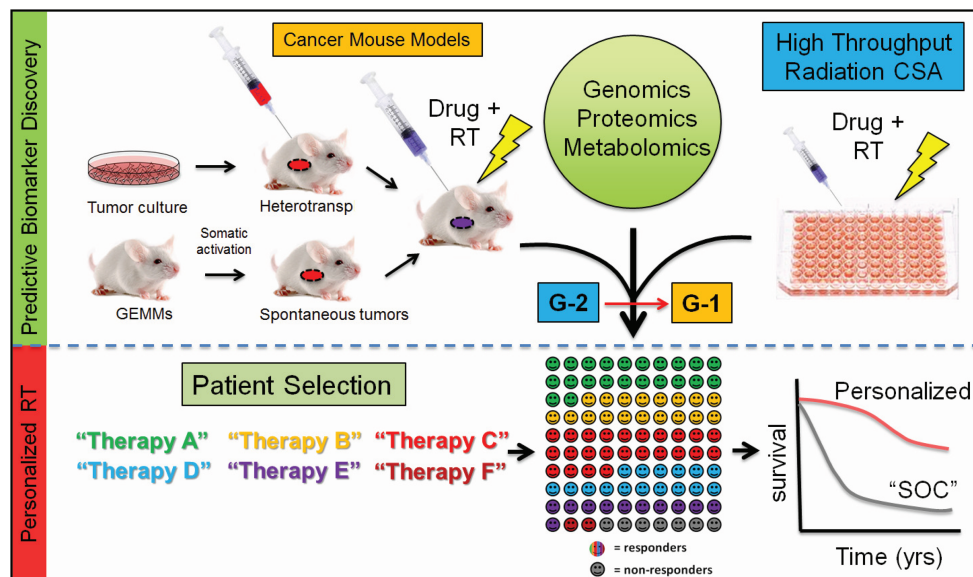 Predictive Biomarker Discovery
Cancer Mouse Models
High Throughput
Radiation CSA
Genomics
Proteomics
Metabolomics
Drug +
RT
Drug +
RT
Tumor culture
Heterotransp
Somatic
activation
GEMMs
Spontaneous tumors
G-2
G-1
Personalized RT
Patient Selection
“Therapy A” “Therapy B” “Therapy C”
“Therapy D” “Therapy E” “Therapy F”
= responders
= non-responders
survival
Personalized
“SOC”
Time (yrs)